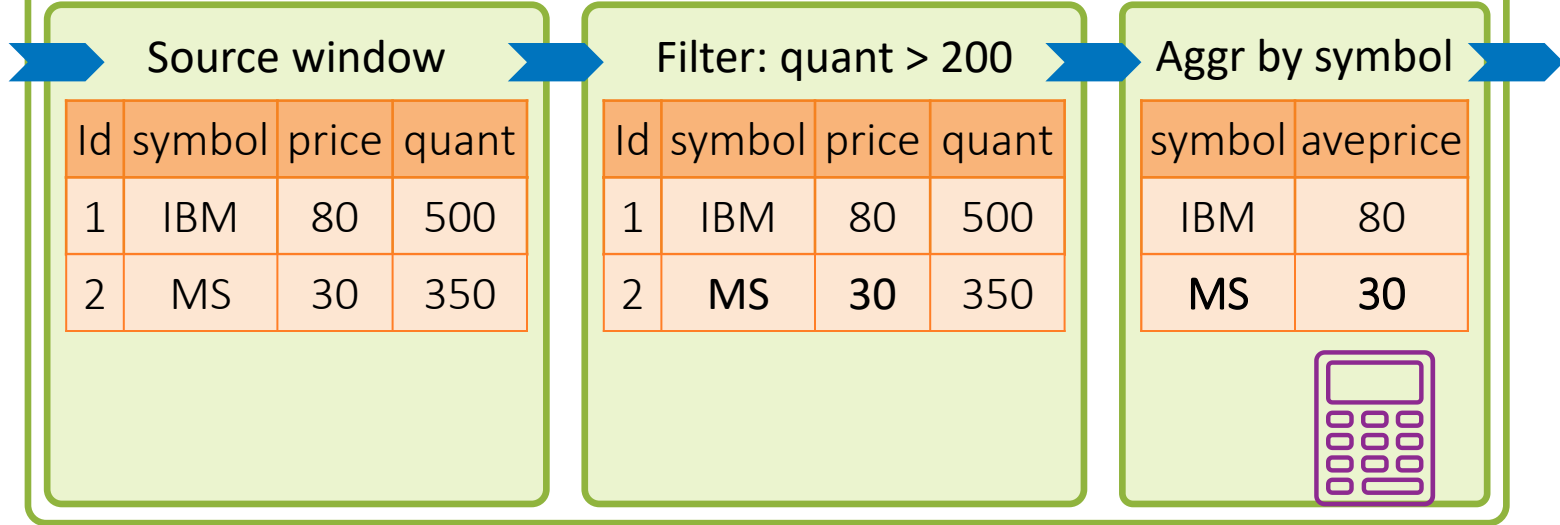 Source window
Id symbol price quant
1 IBM 80 500
2 MS 30 350
Filter: quant > 200
Id symbol price quant
1 IBM 80 500
2 MS 30 350
Aggr by symbol
symbol aveprice
IBM 80
MS 30